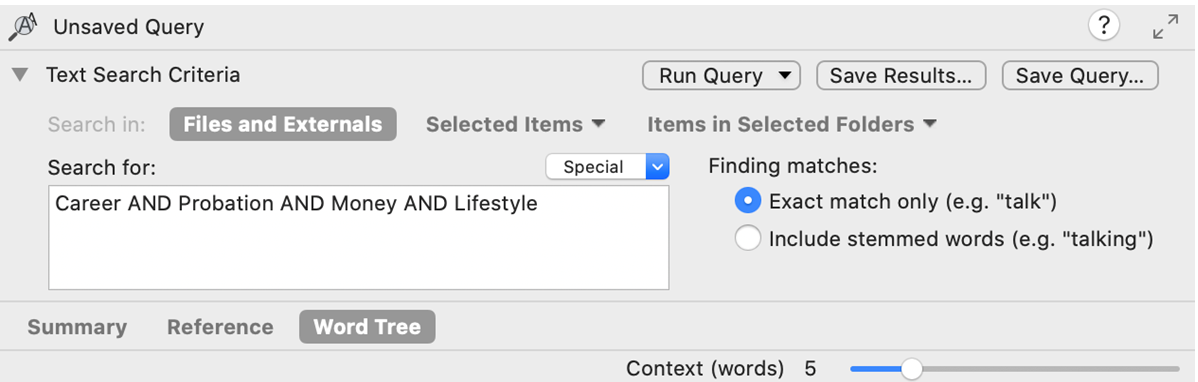 Unsaved Query ?
Text Search Criteria Run Query Save Results... Save Query...
Search in: Files and Externals Selected Items Items in Selected Folders
Search for: Special Finding matches:
Career AND Probation AND Money AND Lifestyle Exact match only (e.g. "talk")
Include stemmed words (e.g. "talking")
Summary Reference Word Tree
Context (words) 5